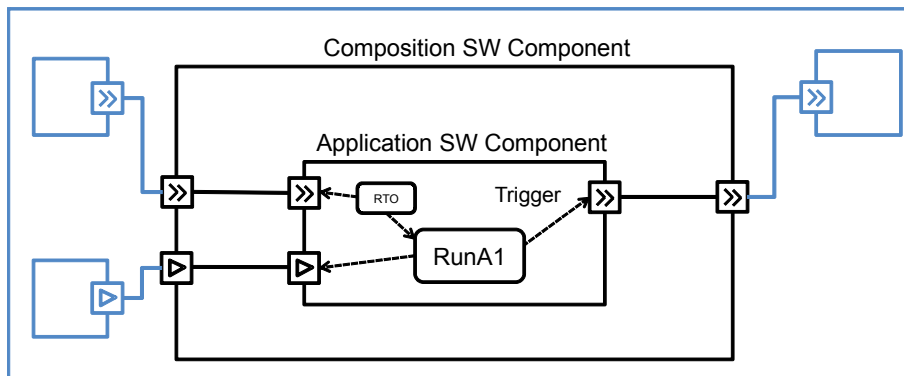 Composition SW Component
Application SW Component
RTO
Trigger
RunA1